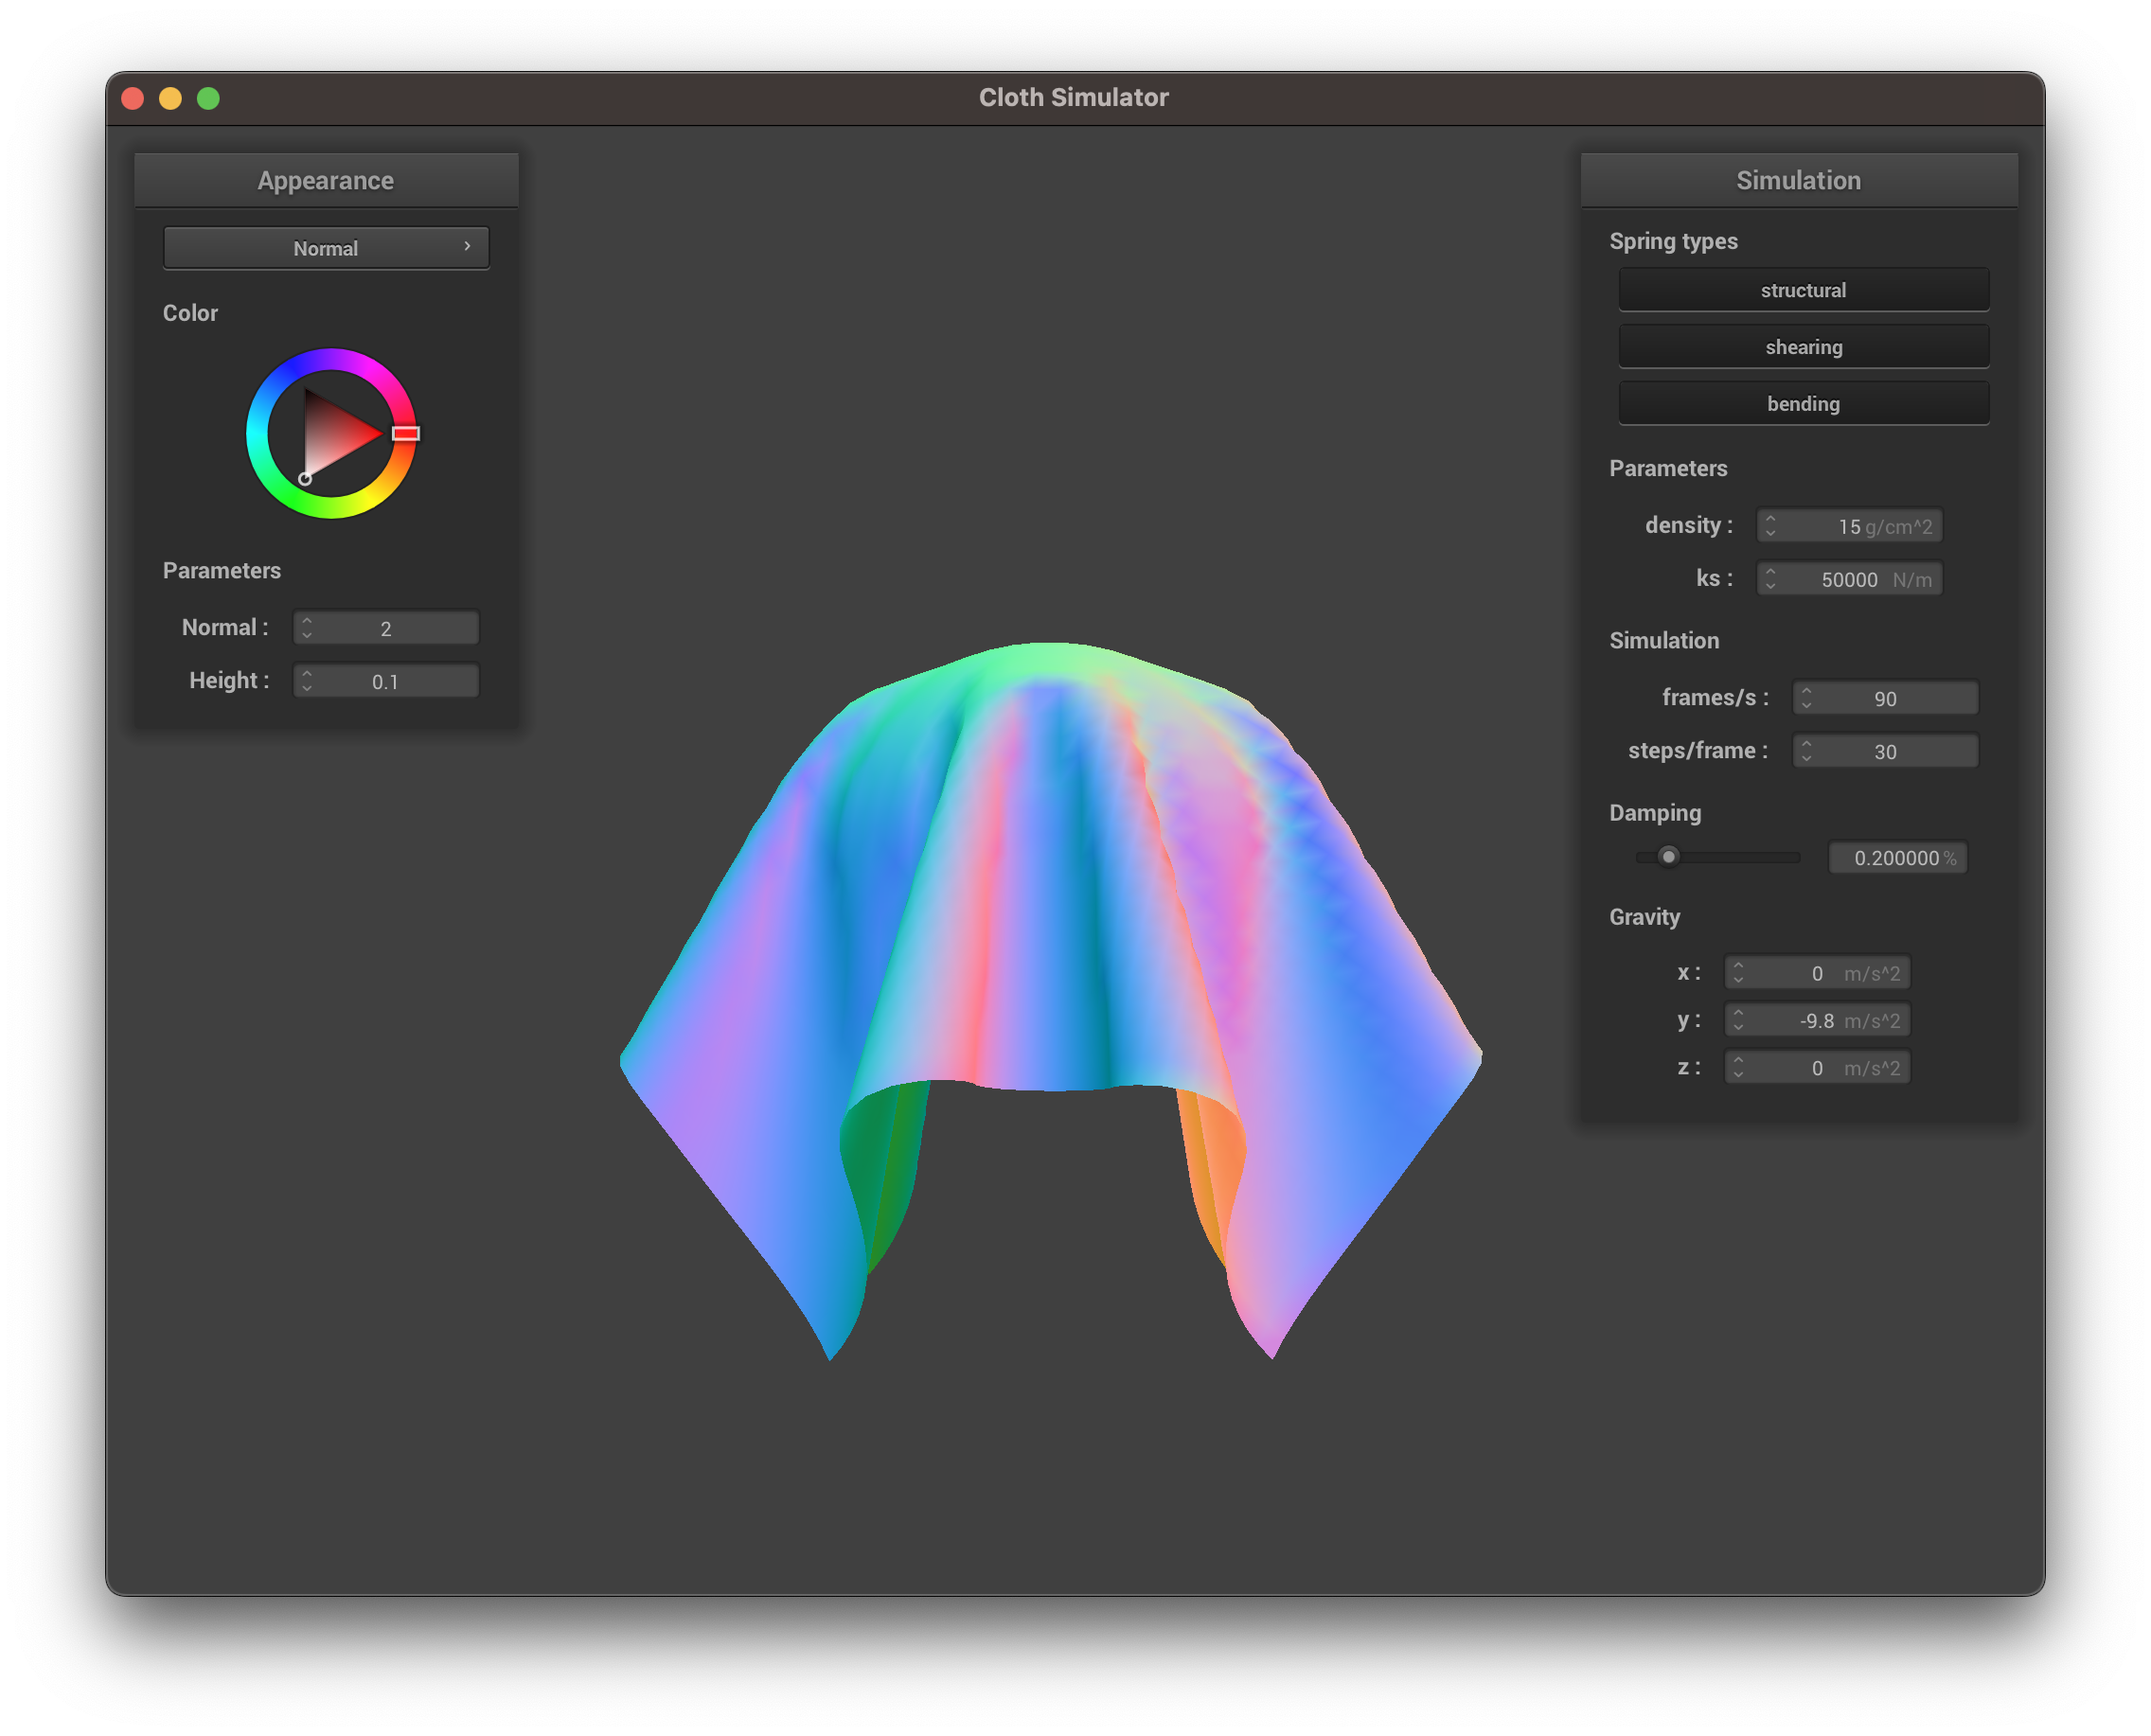 Cloth Simulator
Appearance
Normal
Color
Parameters
Normal : 2
Height : 0.1
Simulation
Spring types
structural
shearing
bending
Parameters
density : 15 g/cm^2
ks : 50000 N/m
Simulation
frames/s : 90
steps/frame : 30
Damping
0.200000 %
Gravity
x : 0 m/s^2
y : -9.8 m/s^2
z : 0 m/s^2